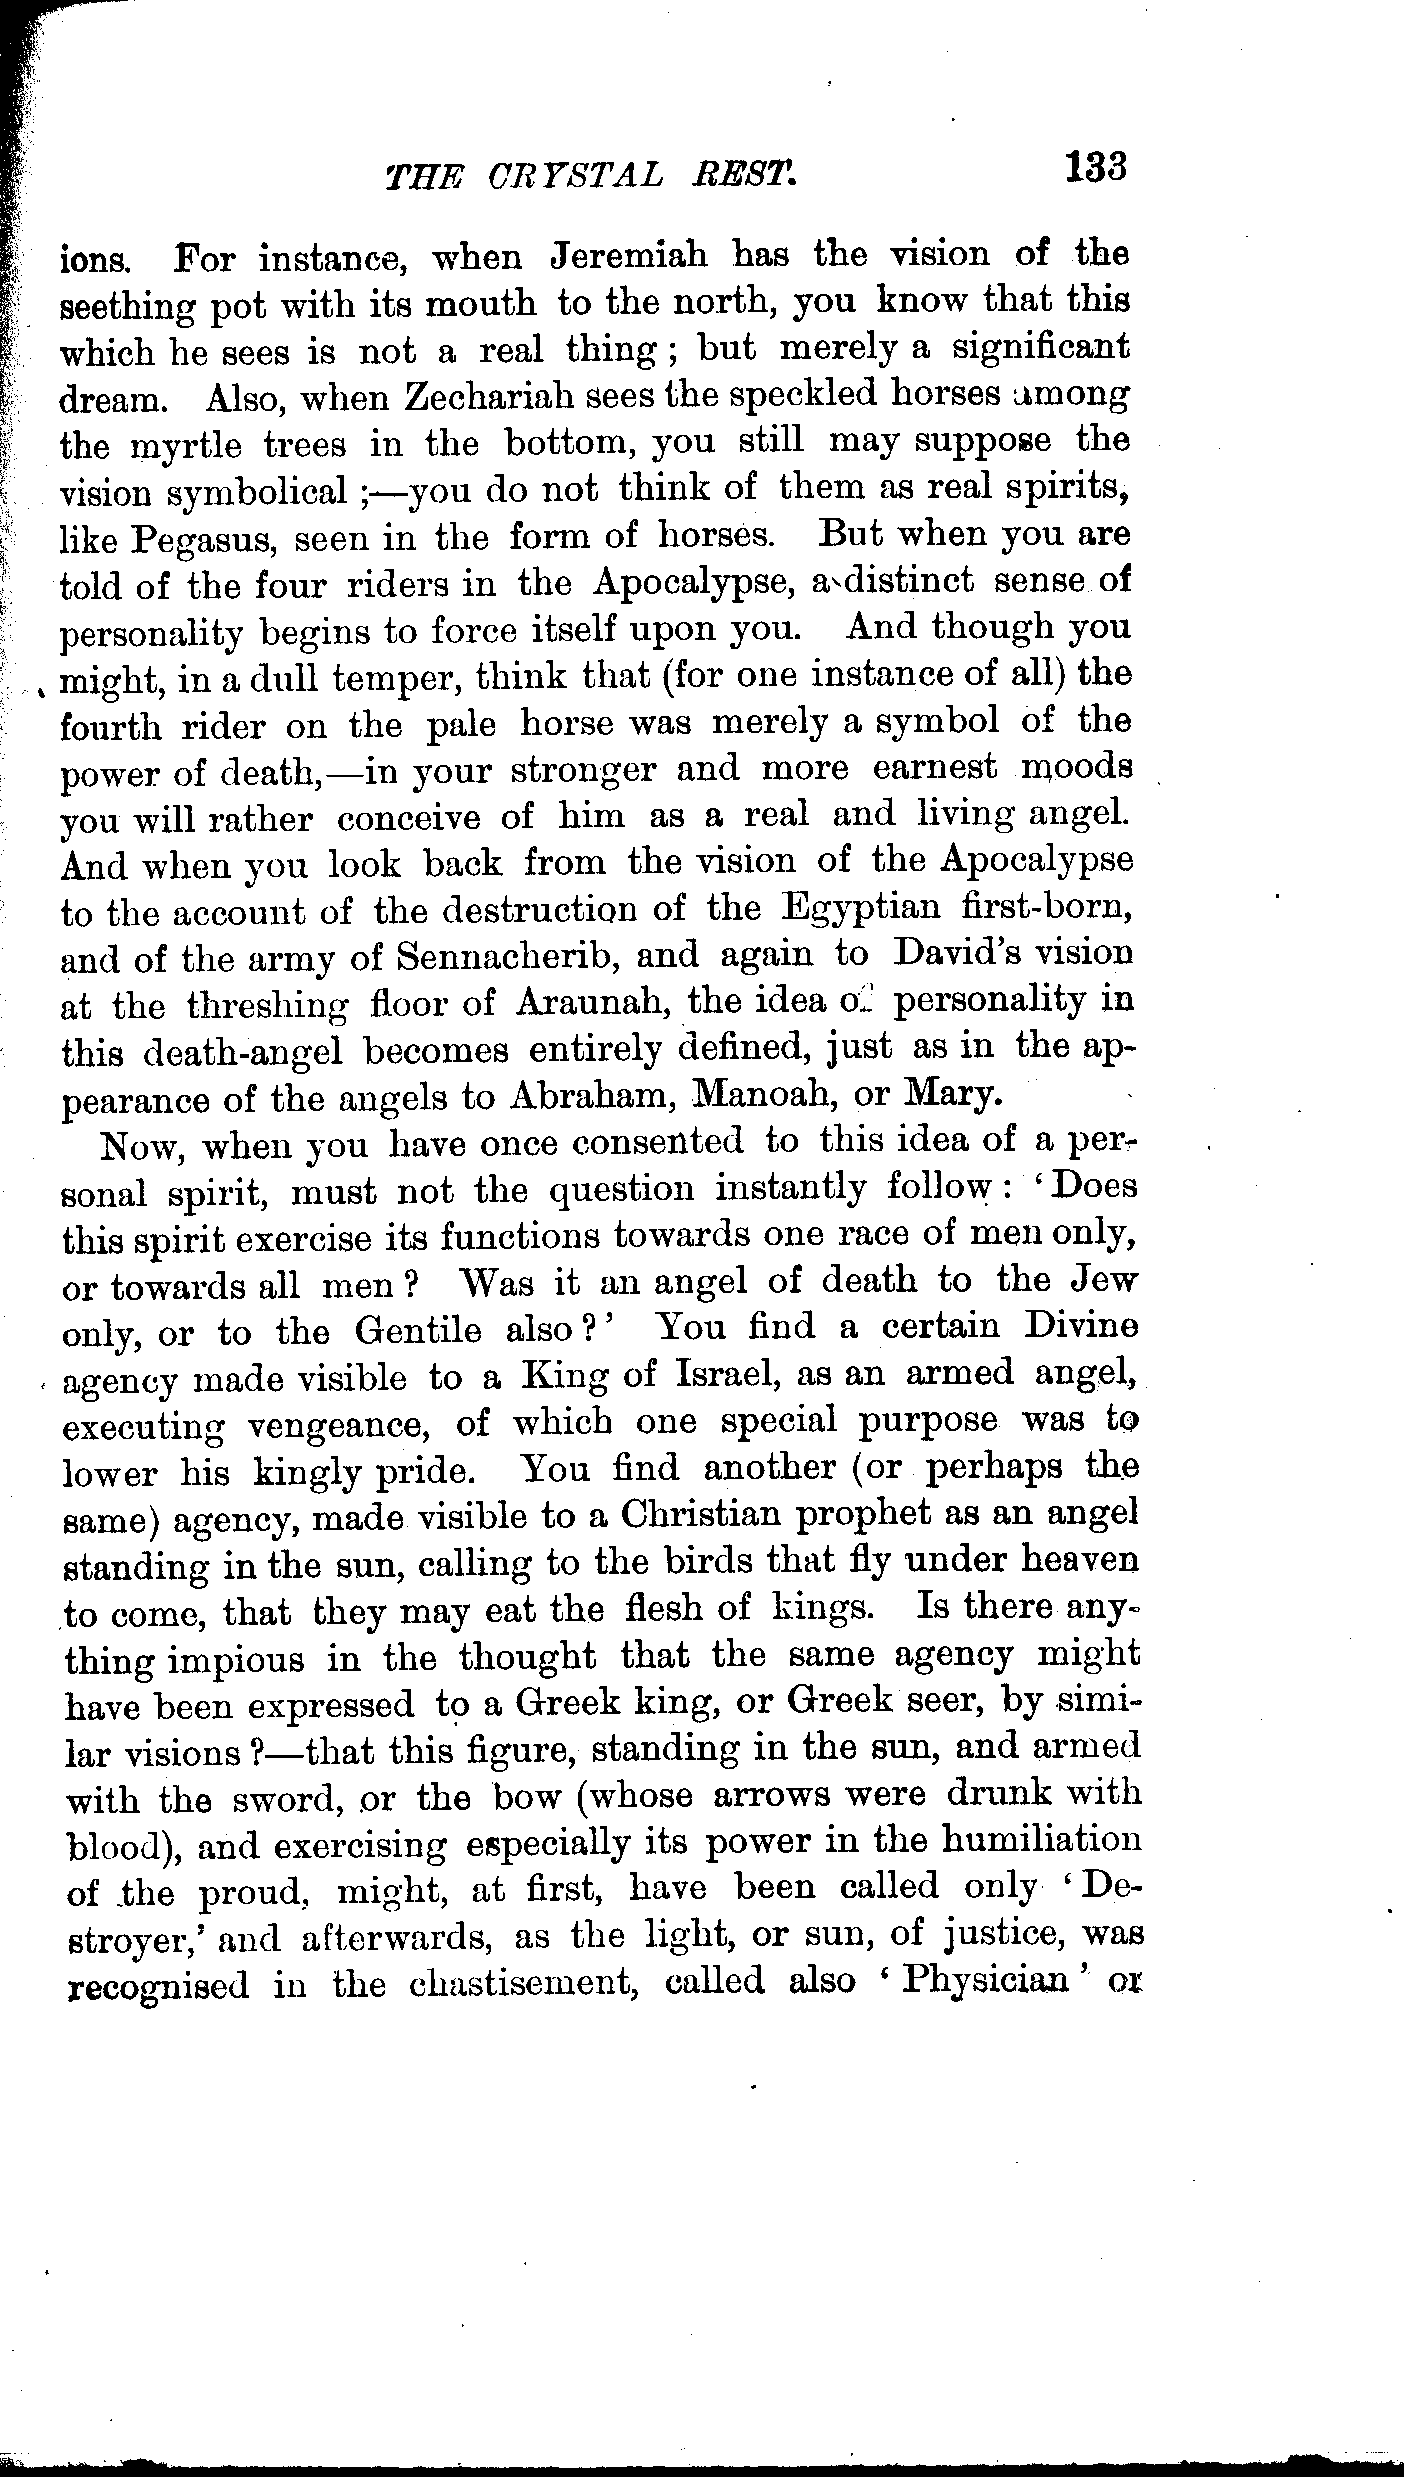 THE CRYSTAL REST. 133
ions. For instance, when Jeremiah has the vision of the
seething pot with its mouth to the north, you know that this
which he sees is not a real thing; but merely a significant
dream. Also, when Zechariah sees the speckled horses among
the myrtle trees in the bottom, you still may suppose the
vision symbolical;—you do not think of them as real spirits,
like Pegasus, seen in the form of horses. But when you are
told of the four riders in the Apocalypse, a distinct sense of
personality begins to force itself upon you. And though you
might, in a dull temper, think that (for one instance of all) the
fourth rider on the pale horse was merely a symbol of the
power of death,—in your stronger and more earnest moods
you will rather conceive of him as a real and living angel.
And when you look back from the vision of the Apocalypse
to the account of the destruction of the Egyptian first-born,
and of the army of Sennacherib, and again to David's vision
at the threshing floor of Araunah, the idea of personality in
this death-angel becomes entirely defined, just as in the ap-
pearance of the angels to Abraham, Manoah, or Mary.
Now, when you have once consented to this idea of a per-
sonal spirit, must not the question instantly follow: 'Does
this spirit exercise its functions towards one race of men only,
or towards all men? Was it an angel of death to the Jew
only, or to the Gentile also?' You find a certain Divine
agency made visible to a King of Israel, as an armed angel,
executing vengeance, of which one special purpose was to
lower his kingly pride. You find another (or perhaps the
same) agency, made visible to a Christian prophet as an angel
standing in the sun, calling to the birds that fly under heaven
to come, that they may eat the flesh of kings. Is there any-
thing impious in the thought that the same agency might
have been expressed to a Greek king, or Greek seer, by simi-
lar visions?—that this figure, standing in the sun, and armed
with the sword, or the bow (whose arrows were drunk with
blood), and exercising especially its power in the humiliation
of the proud, might, at first, have been called only 'De-
stroyer,' and afterwards, as the light, or sun, of justice, was
recognised in the chastisement, called also 'Physician' or